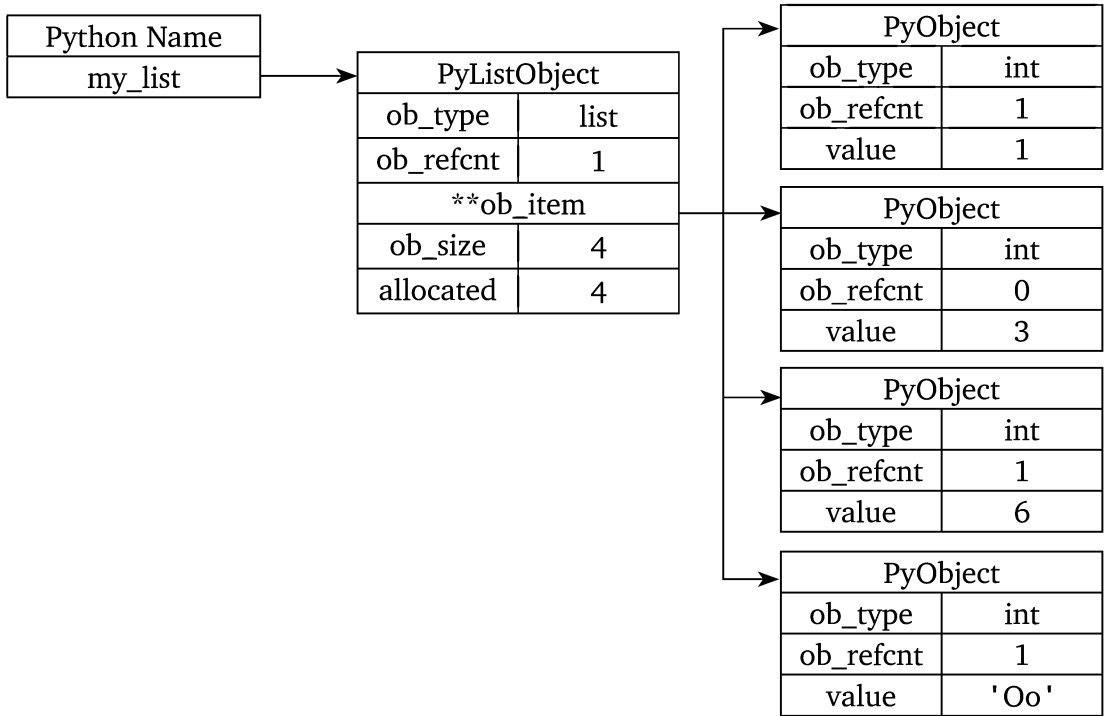 Python Name
my_list
PyListObject
ob_type list
ob_refcnt 1
**ob_item
ob_size 4
allocated 4
PyObject
ob_type int
ob_refcnt 1
value 1
PyObject
ob_type int
ob_refcnt 0
value 3
PyObject
ob_type int
ob_refcnt 1
value 6
PyObject
ob_type int
ob_refcnt 1
value 'Oo'